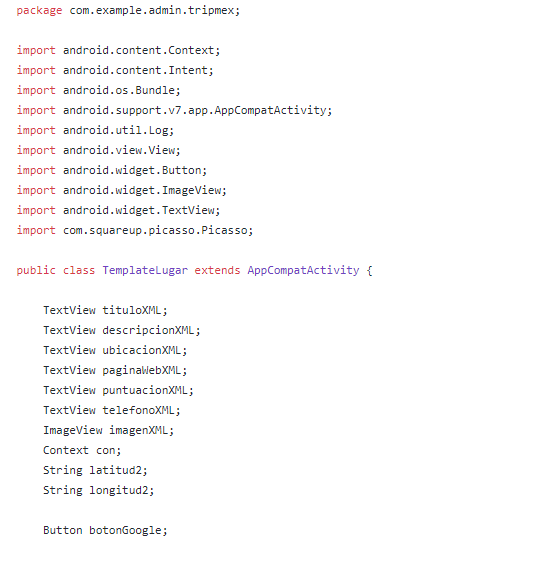 package com.example.admin.tripmex;
import android.content.Context;
import android.content.Intent;
import android.os.Bundle;
import android.support.v7.app.AppCompatActivity;
import android.util.Log;
import android.view.View;
import android.widget.Button;
import android.widget.ImageView;
import android.widget.TextView;
import com.squareup.picasso.Picasso;
public class TemplateLugar extends AppCompatActivity {
TextView tituloXML;
TextView descripcionXML;
TextView ubicacionXML;
TextView paginaWebXML;
TextView puntuacionXML;
TextView telefonoXML;
ImageView imagenXML;
Context con;
String latitud2;
String longitud2;
Button botonGoogle;